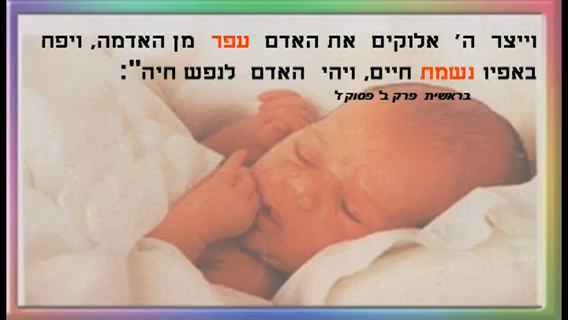 וייצר ה' אלוקים את האדם עפר מן האדמה, ויפח
באפיו נשמת חיים, ויהי האדם לנפש חיה":
בראשית פרק ב' פסוק ז'